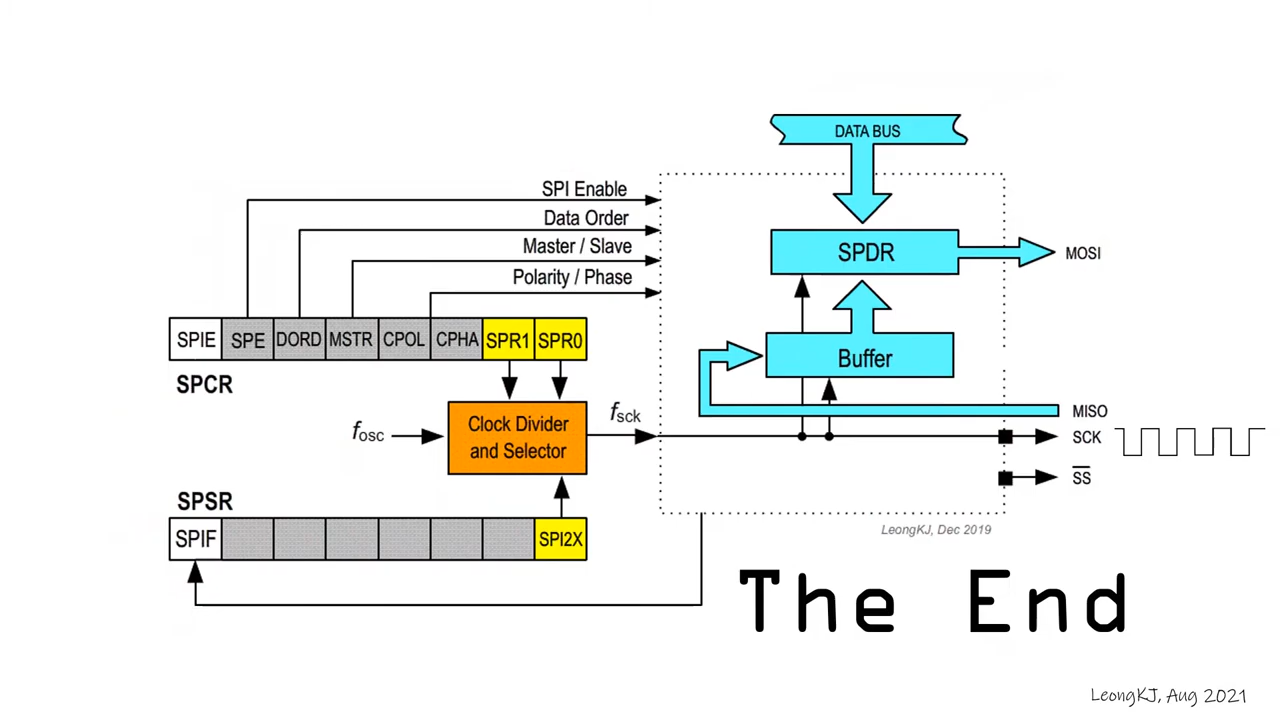 DATA BUS
SPI Enable
Data Order
Master / Slave
Polarity / Phase
SPDR
MOSI
SPIE SPE DORD MSTR CPOL CPHA SPR1 SPR0
SPCR
Buffer
fosc
Clock Divider
and Selector
fsck
MISO
SCK
SS
SPSR
SPIF SPI2X
LeongKJ, Dec 2019
The End
LeongKJ, Aug 2021